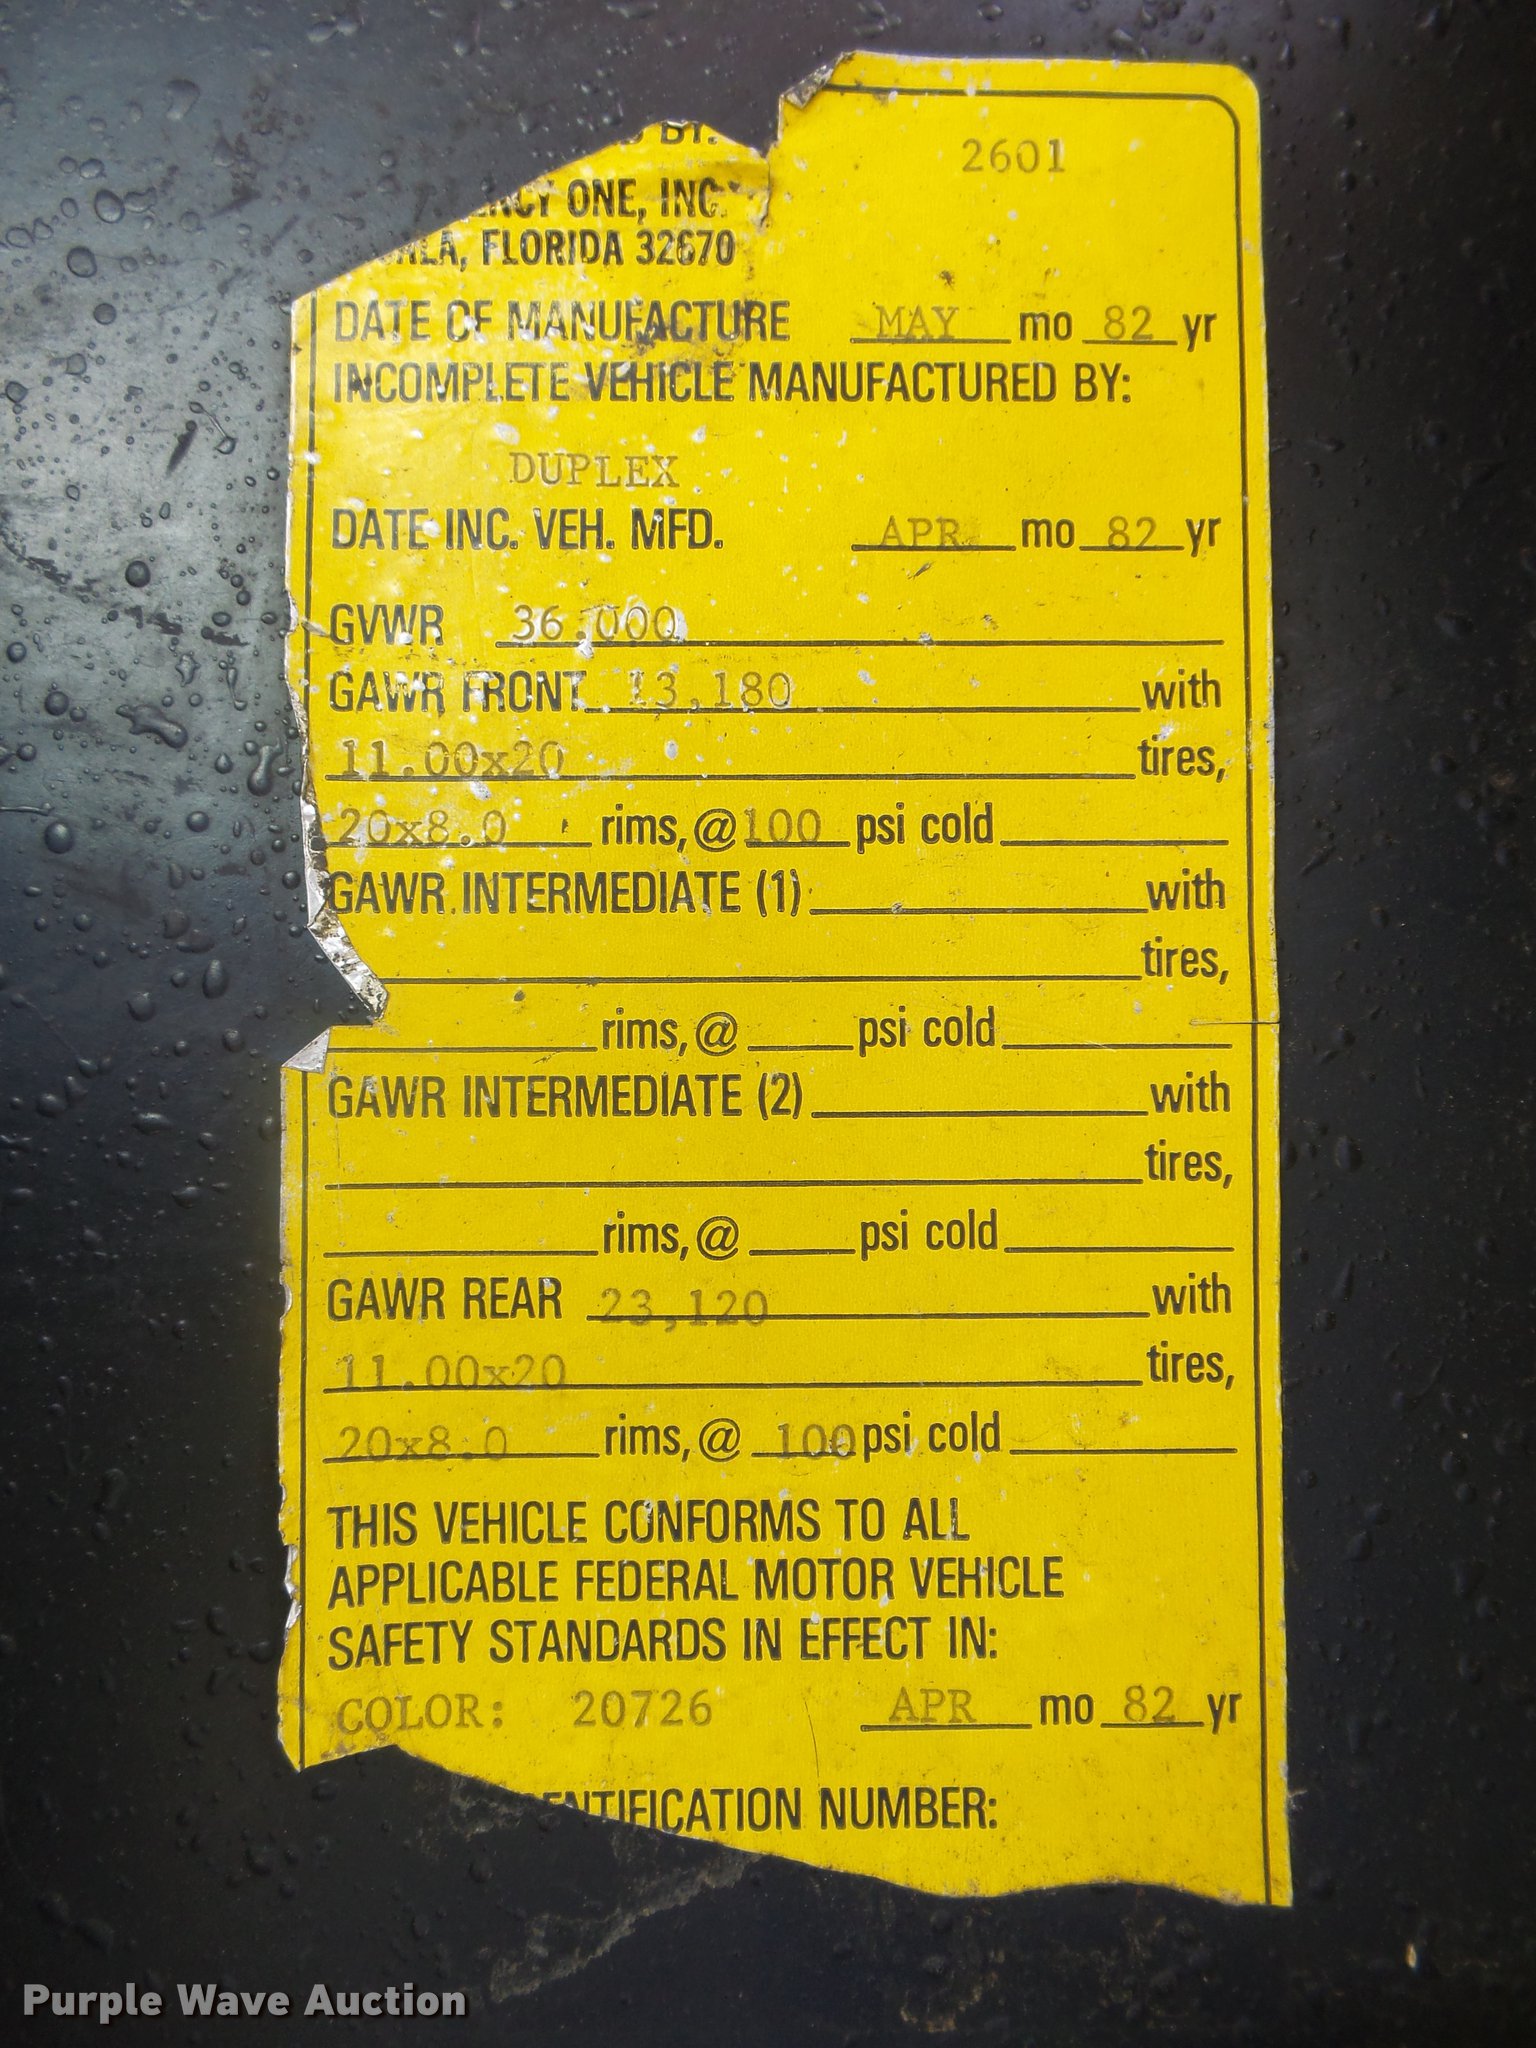 2601
BY:
ONE, INC.
FLORIDA 32670
DATE OF MANUFACTURE MAY mo 82 yr
INCOMPLETE VEHICLE MANUFACTURED BY:
DUPLEX
DATE INC. VEH. MFD. APR mo 82 yr
GVWR 36.000
GAWR FRONT 13,180 with
11.00x20 tires,
20x8.0 rims, @ 100 psi cold
GAWR INTERMEDIATE (1) with
tires,
rims, @ psi cold
GAWR INTERMEDIATE (2) with
tires,
rims, @ psi cold
GAWR REAR 23,120 with
11.00x20 tires,
20x8.0 rims, @ 100 psi cold
THIS VEHICLE CONFORMS TO ALL
APPLICABLE FEDERAL MOTOR VEHICLE
SAFETY STANDARDS IN EFFECT IN:
COLOR: 20726 APR mo 82 yr
ENTIFICATION NUMBER:
Purple Wave Auction